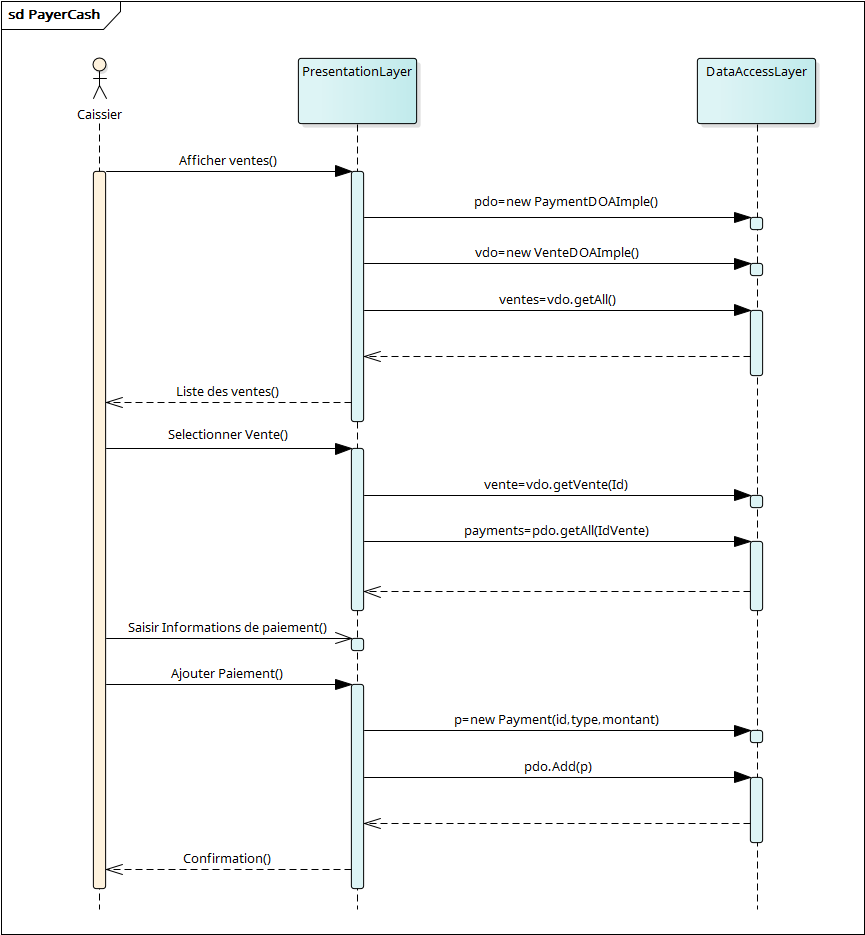 sd PayerCash
Caissier
PresentationLayer
DataAccessLayer
Afficher ventes()
pdo=new PaymentDOAImple()
vdo=new VenteDOAImple()
ventes=vdo.getAll()
Liste des ventes()
Selectionner Vente()
vente=vdo.getVente(Id)
payments=pdo.getAll(IdVente)
Saisir Informations de paiement()
Ajouter Paiement()
p=new Payment(id,type,montant)
pdo.Add(p)
Confirmation()